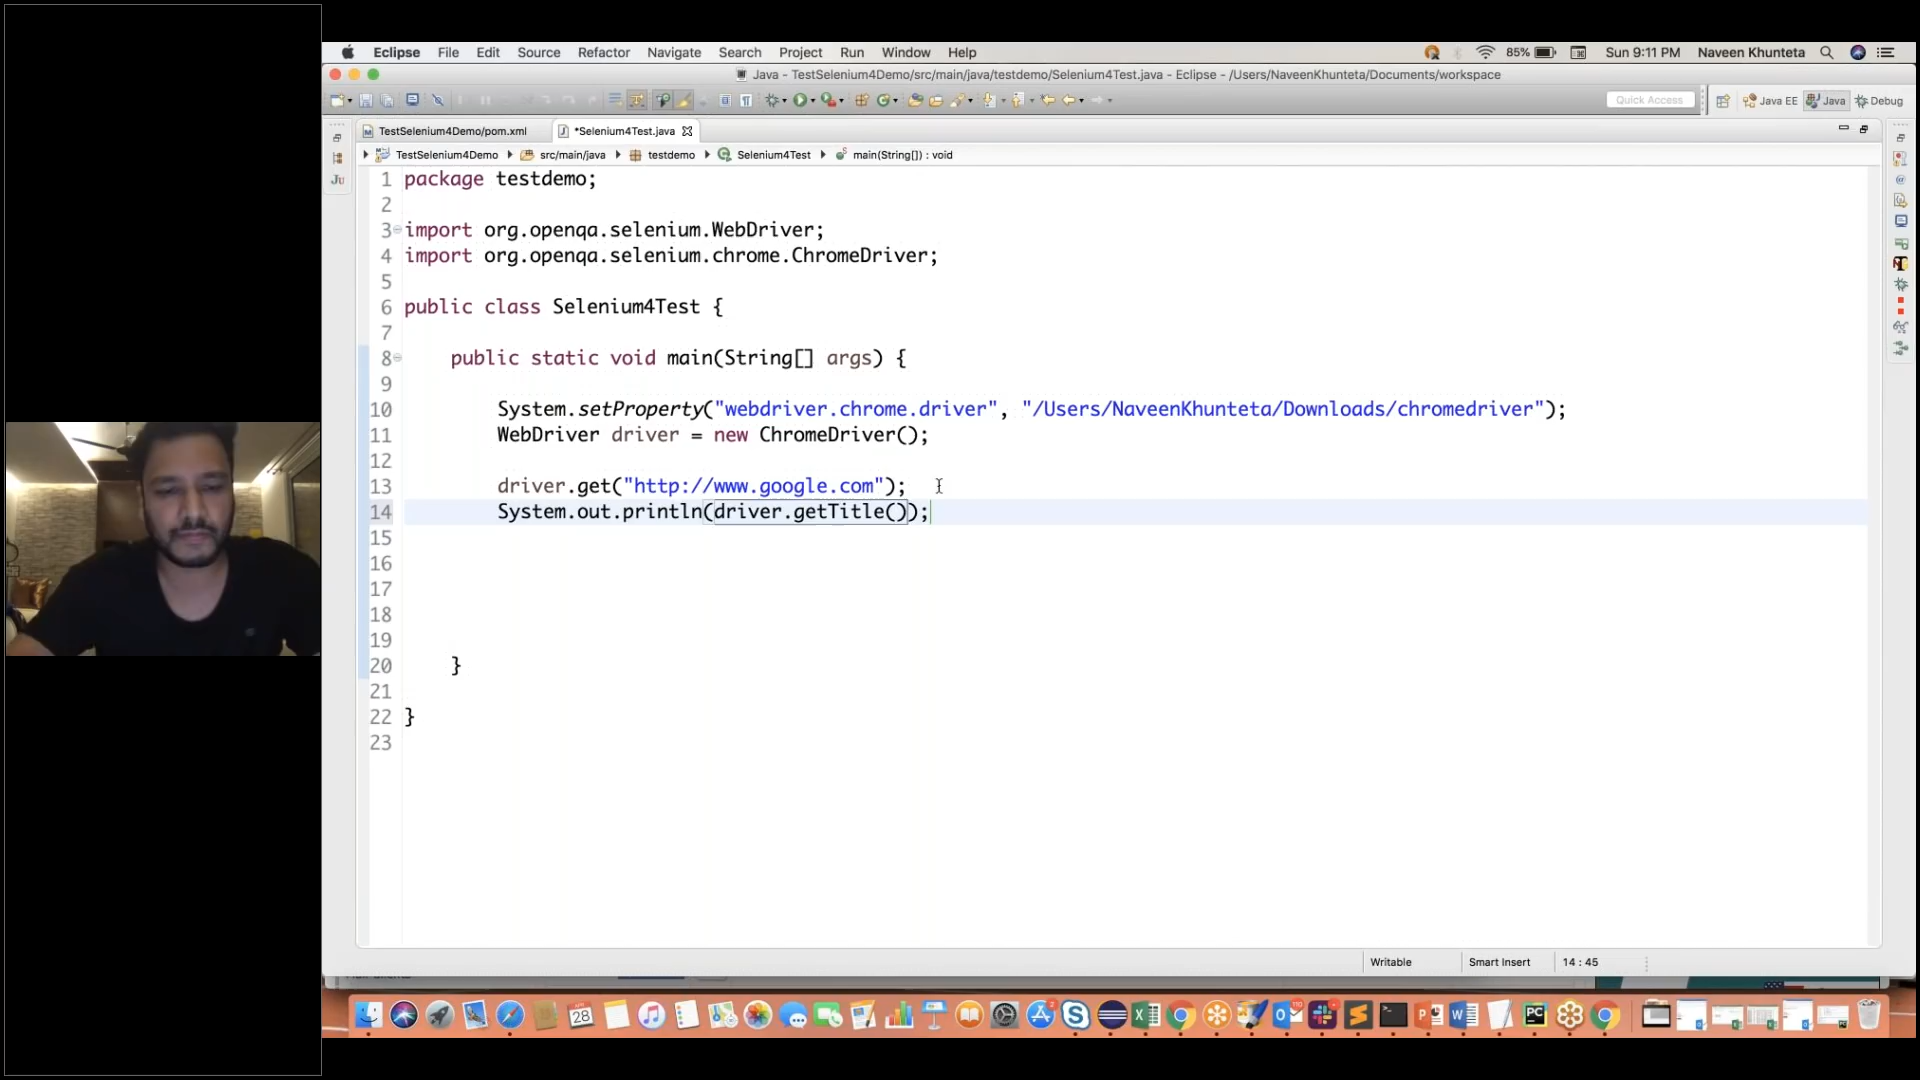 Eclipse File Edit Source Refactor Navigate Search Project Run Window Help 85% Sun 9:11 PM Naveen Khunteta
Java - TestSelenium4Demo/src/main/java/testdemo/Selenium4Test.java - Eclipse - /Users/NaveenKhunteta/Documents/workspace
Quick Access Java EE Java Debug
TestSelenium4Demo/pom.xml *Selenium4Test.java
TestSelenium4Demo src/main/java testdemo Selenium4Test main(String[]) : void
1 package testdemo;
2
3 import org.openqa.selenium.WebDriver;
4 import org.openqa.selenium.chrome.ChromeDriver;
5
6 public class Selenium4Test {
7
8 public static void main(String[] args) {
9
10 System.setProperty("webdriver.chrome.driver", "/Users/NaveenKhunteta/Downloads/chromedriver");
11 WebDriver driver = new ChromeDriver();
12
13 driver.get("http://www.google.com");
14 System.out.println(driver.getTitle());
15
16
17
18
19
20 }
21
22 }
23
Writable Smart Insert 14 : 45
28